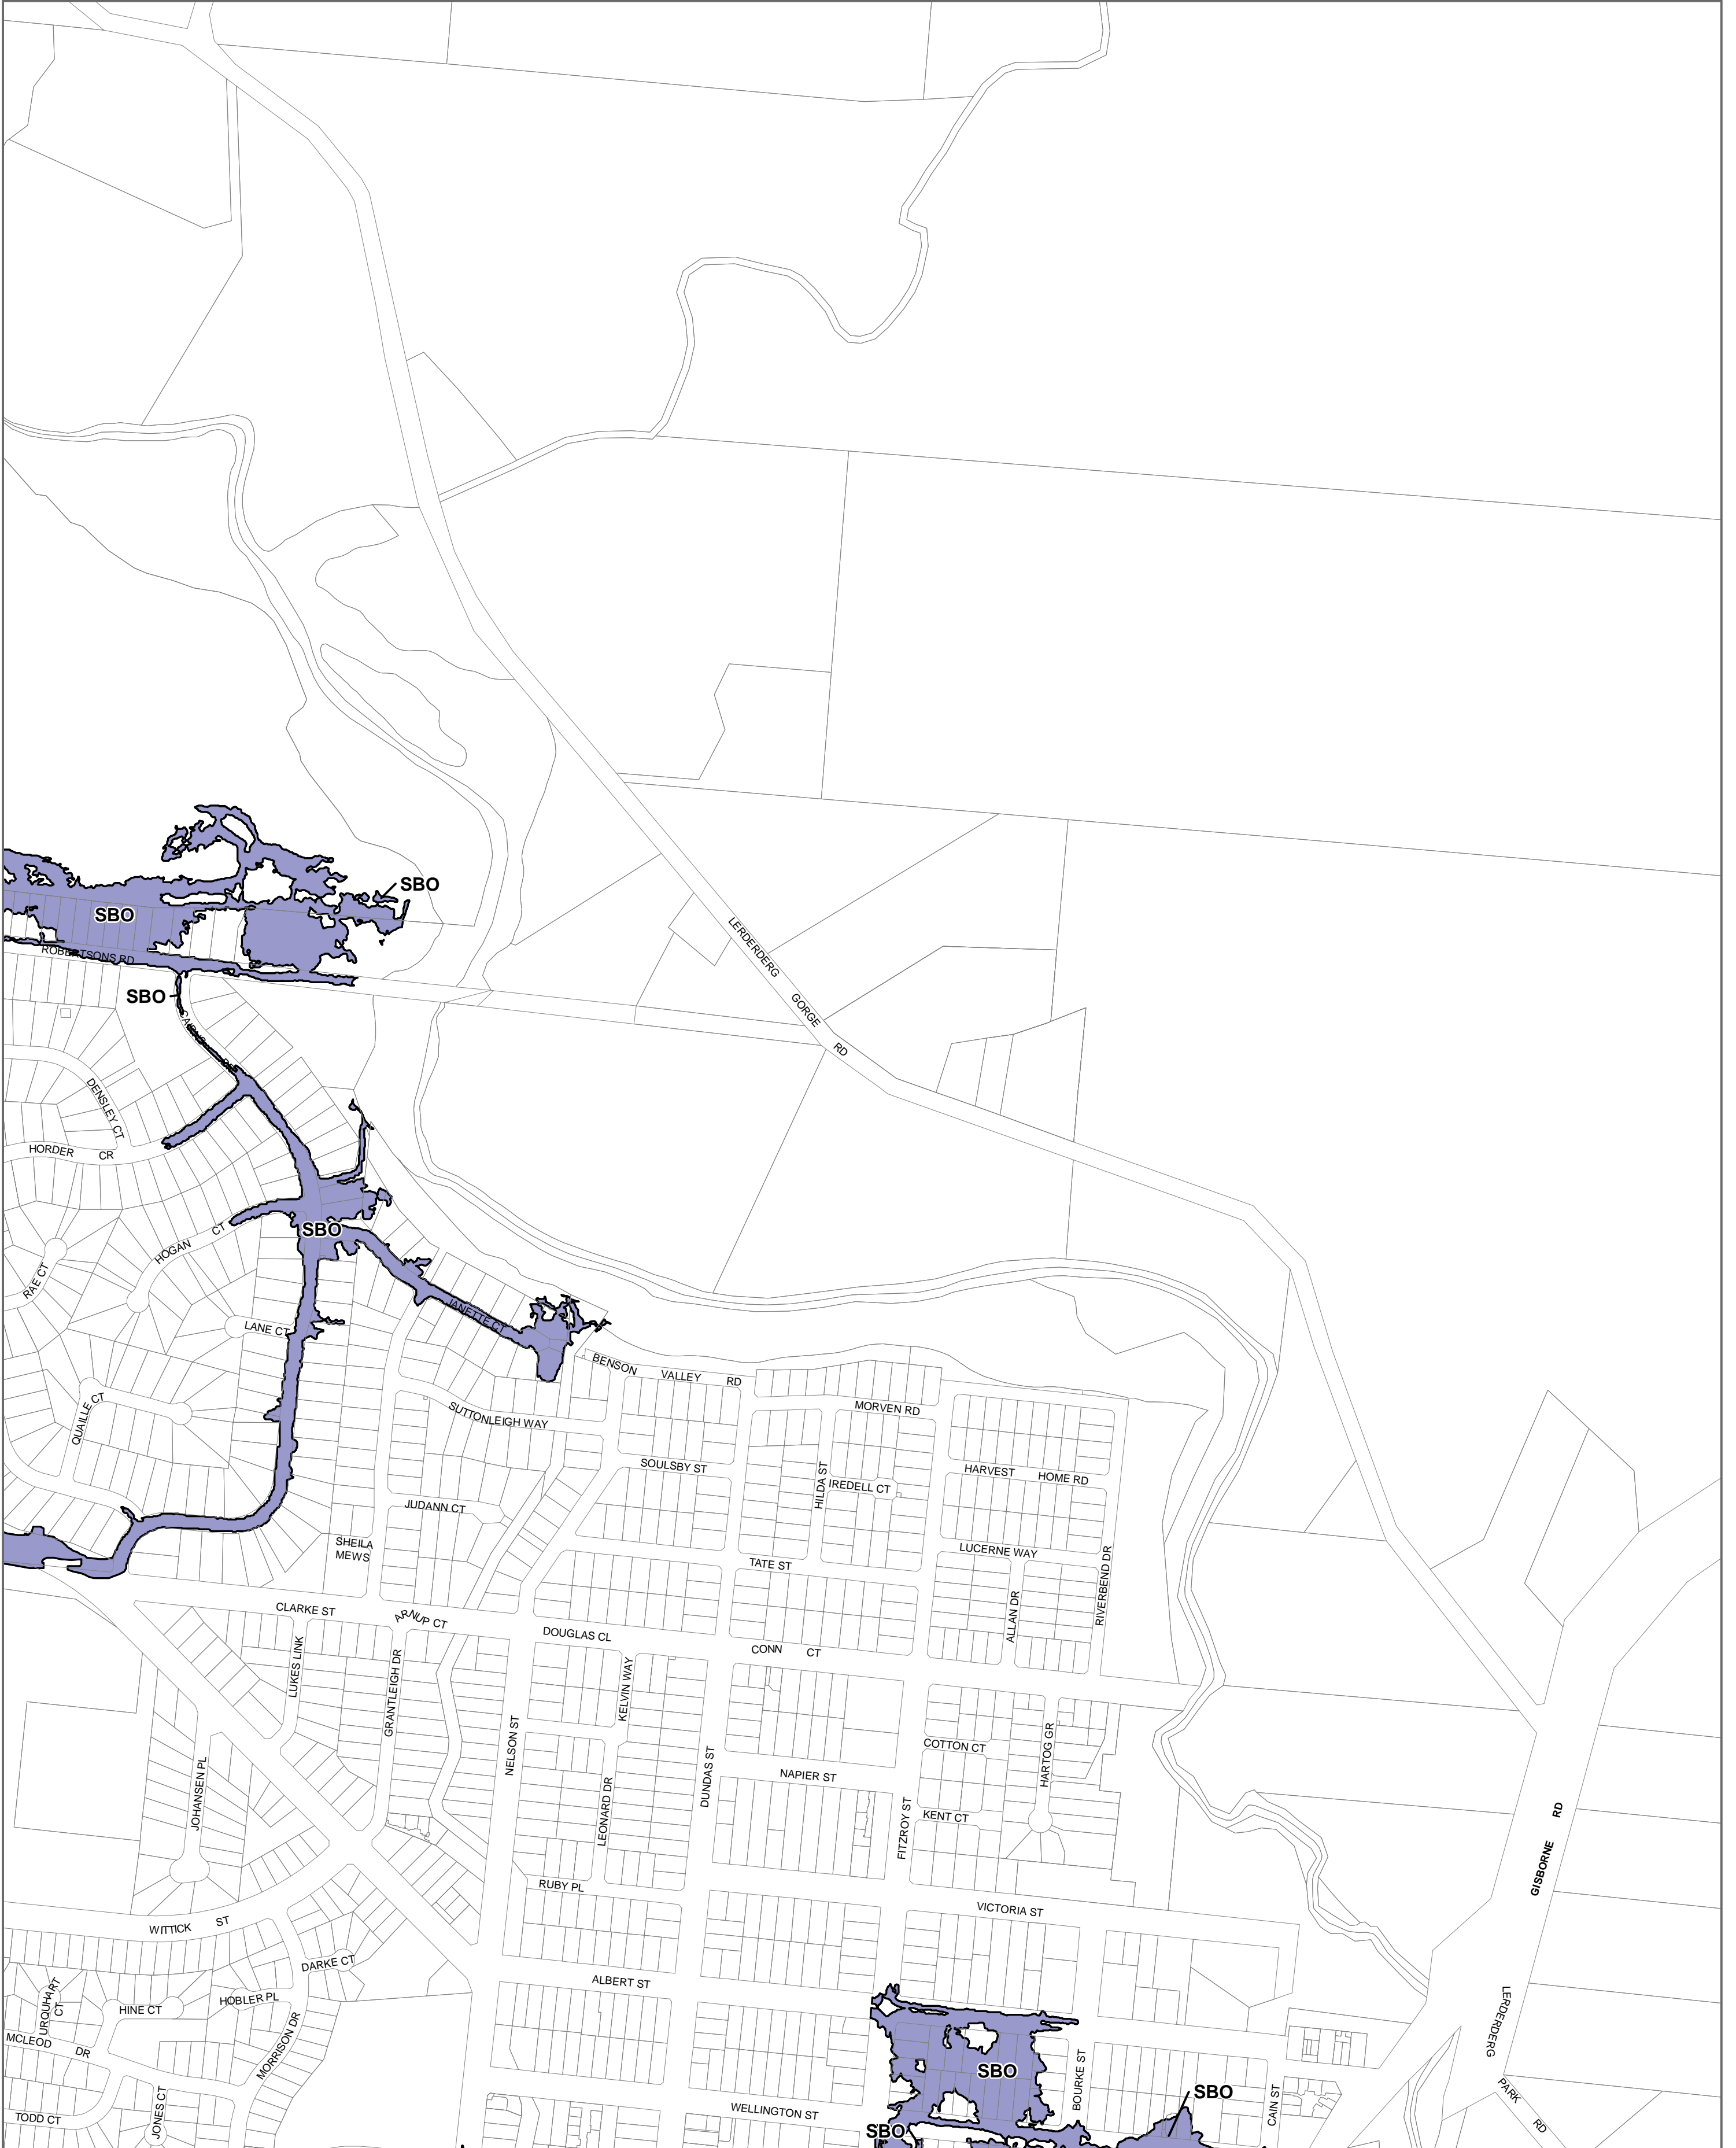 SBO
SBO
ROBERTSONS RD
LERDERDERG
GORGE
RD
SBO
CAIRNS DR
DENSLEY CT
HORDER CR
HOGAN CT
SBO
RAE CT
LANE CT
JANETTE CT
BENSON VALLEY RD
QUAILLE CT
SUTTONLEIGH WAY
MORVEN RD
SOULSBY ST
HILDA ST
IREDELL CT
HARVEST HOME RD
JUDANN CT
SHEILA
MEWS
TATE ST
LUCERNE WAY
ALLAN DR
RIVERBEND DR
CLARKE ST
ARNUP CT
DOUGLAS CL
CONN CT
LUKES LINK
GRANTLEIGH DR
KELVIN WAY
NELSON ST
DUNDAS ST
COTTON CT
HARTOG GR
JOHANSEN PL
LEONARD DR
NAPIER ST
FITZROY ST
KENT CT
GISBORNE RD
RUBY PL
VICTORIA ST
WITTICK ST
DARKE CT
ALBERT ST
URQUHART
CT
HINE CT
HOBLER PL
MCLEOD DR
MORRISON DR
LERDERDERG
SBO
BOURKE ST
SBO
CAIN ST
PARK
RD
TODD CT
JONES CT
WELLINGTON ST
SBO